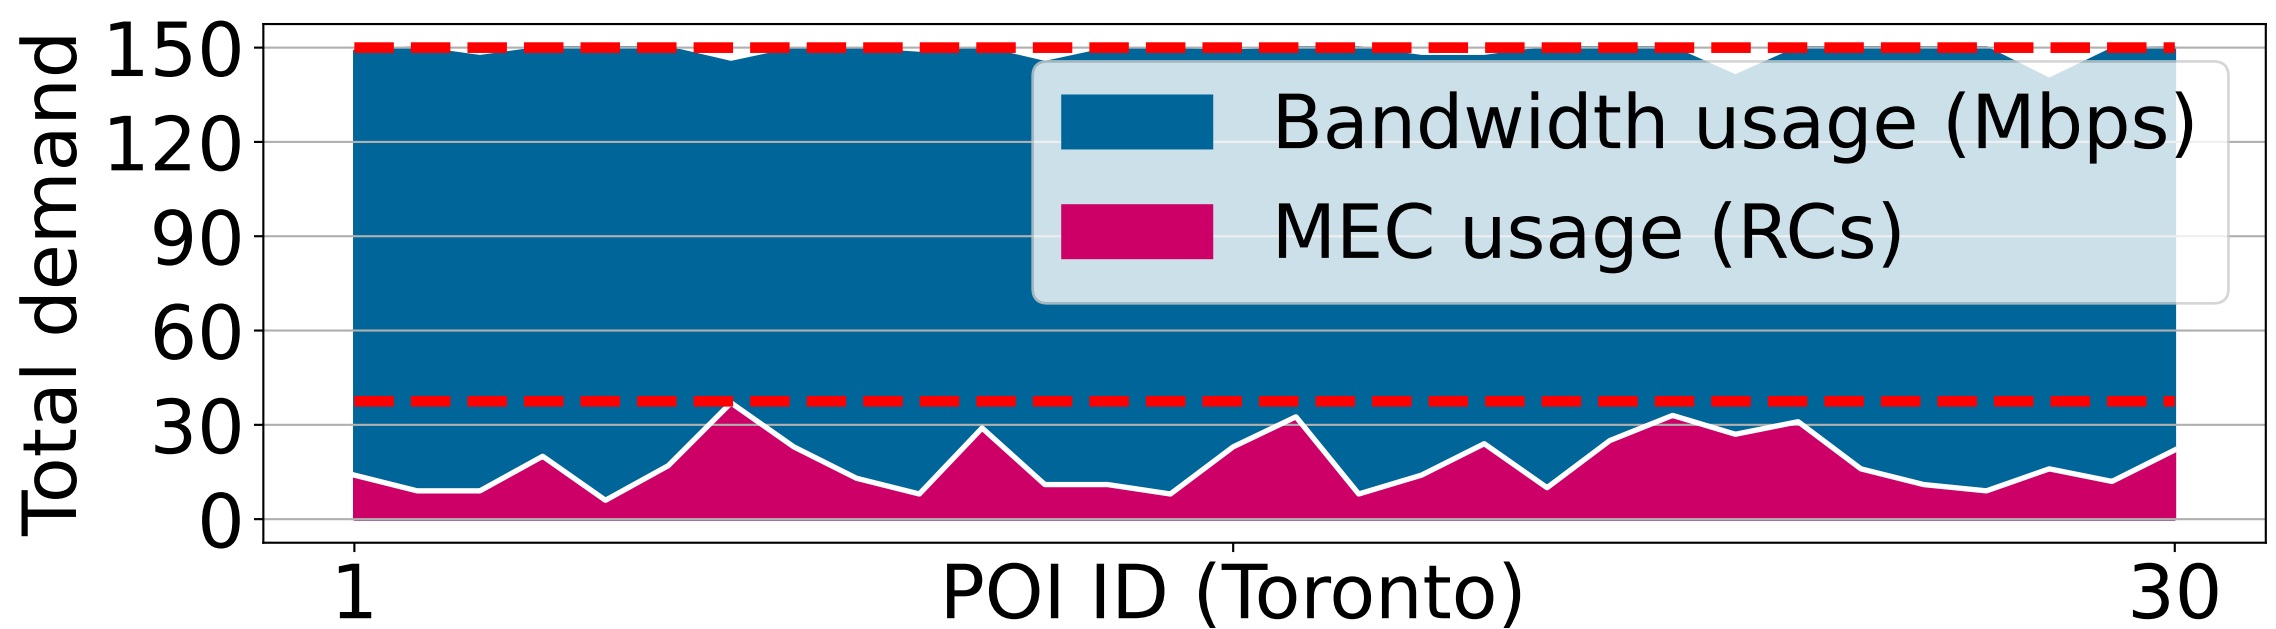 Total demand
150
120
90
60
30
0
Bandwidth usage (Mbps)
MEC usage (RCs)
1
POI ID (Toronto)
30